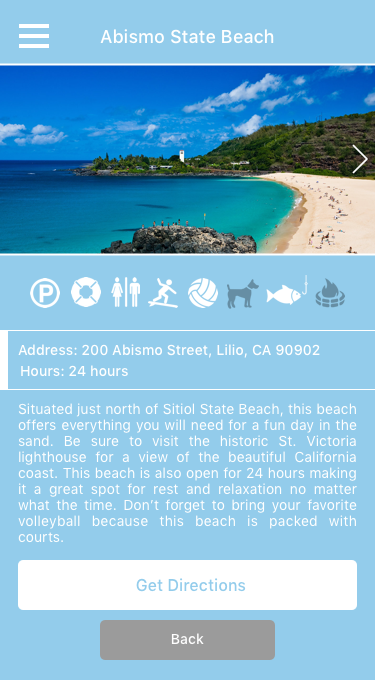 Abismo State Beach
P
Address: 200 Abismo Street, Lilio, CA 90902
Hours: 24 hours
Situated just north of Sitiol State Beach, this beach
offers everything you will need for a fun day in the
sand. Be sure to visit the historic St. Victoria
lighthouse for a view of the beautiful California
coast. This beach is also open for 24 hours making
it a great spot for rest and relaxation no matter
what the time. Don’t forget to bring your favorite
volleyball because this beach is packed with
courts.
Get Directions
Back